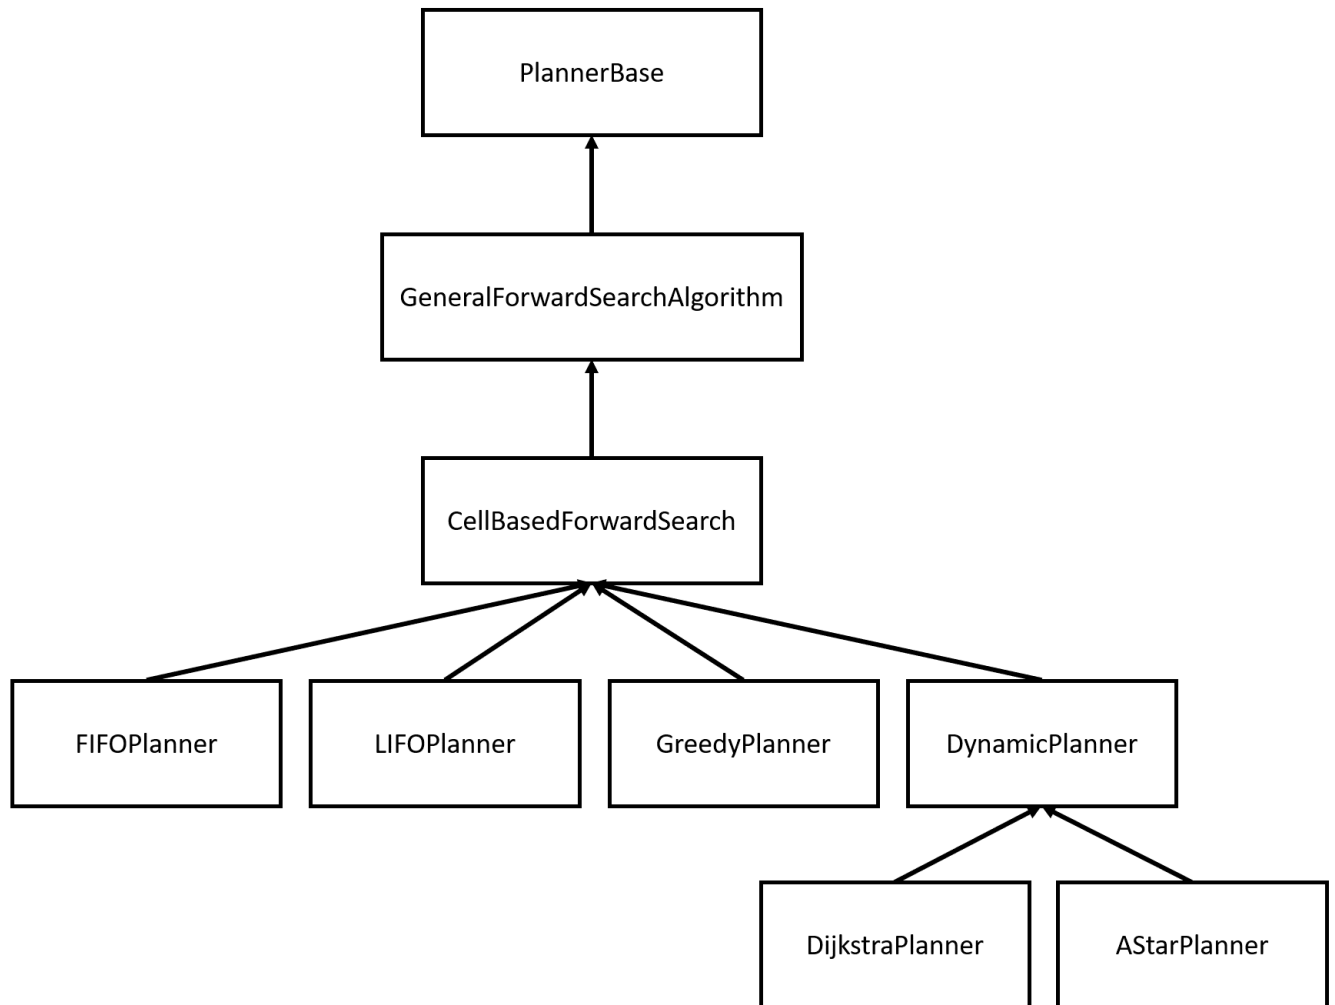 PlannerBase
GeneralForwardSearchAlgorithm
CellBasedForwardSearch
FIFOPlanner
LIFOPlanner
GreedyPlanner
DynamicPlanner
DijkstraPlanner
AStarPlanner